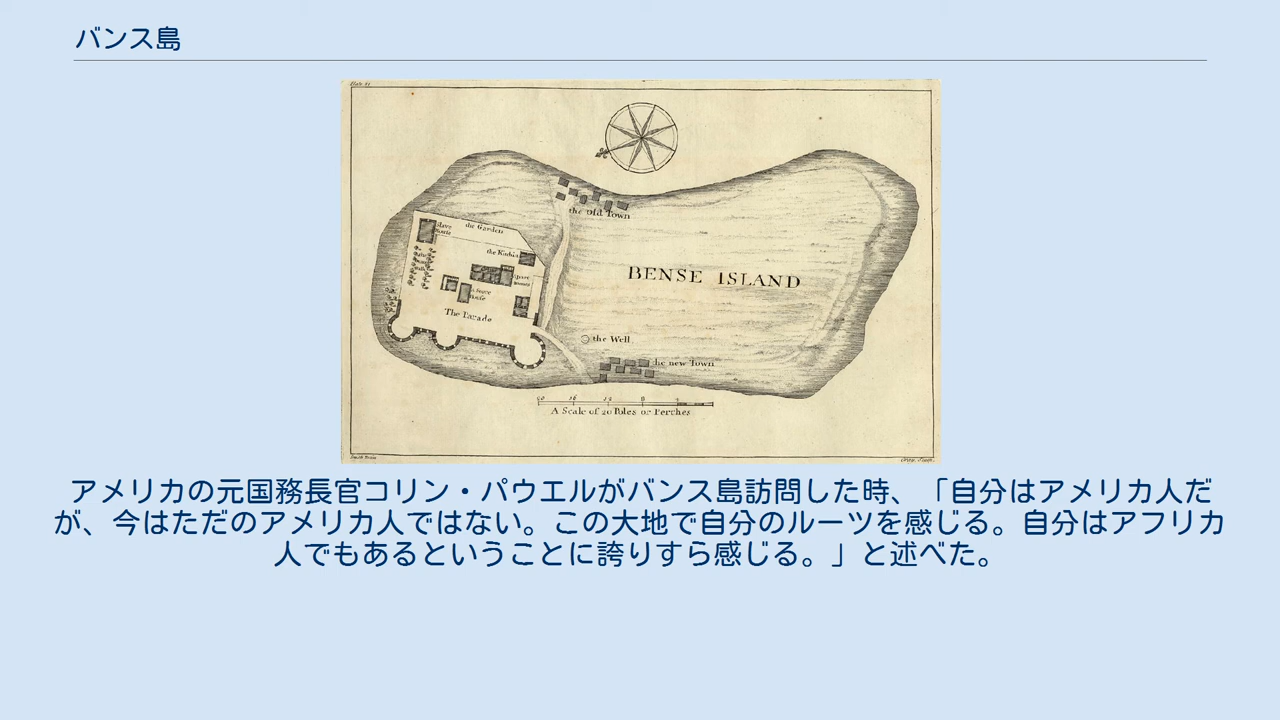 バンス島
the Old Town
the Garden
BENSE ISLAND
The Parade
the Well
he new Town
A Scale of 20 Poles or Perches
アメリカの元国務長官コリン・パウエルがバンス島訪問した時、「自分はアメリカ人だ
が、今はただのアメリカ人ではない。この大地で自分のルーツを感じる。自分はアフリカ
人でもあるということに誇りすら感じる。」と述べた。